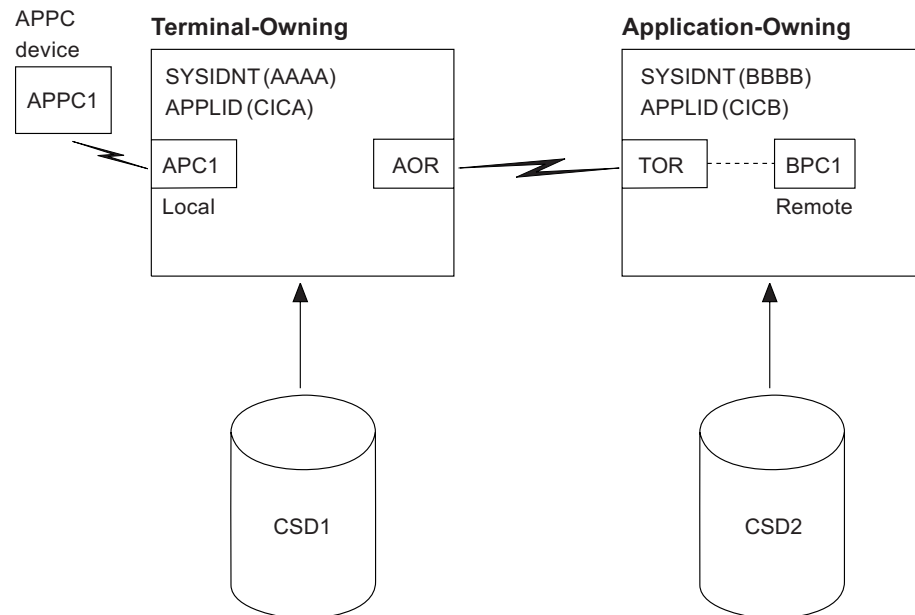 APPC
device
APPC1
Terminal-Owning
SYSIDNT(AAAA)
APPLID(CICA)
APC1
Local
AOR
Application-Owning
SYSIDNT(BBBB)
APPLID(CICB)
TOR
BPC1
Remote
CSD1
CSD2